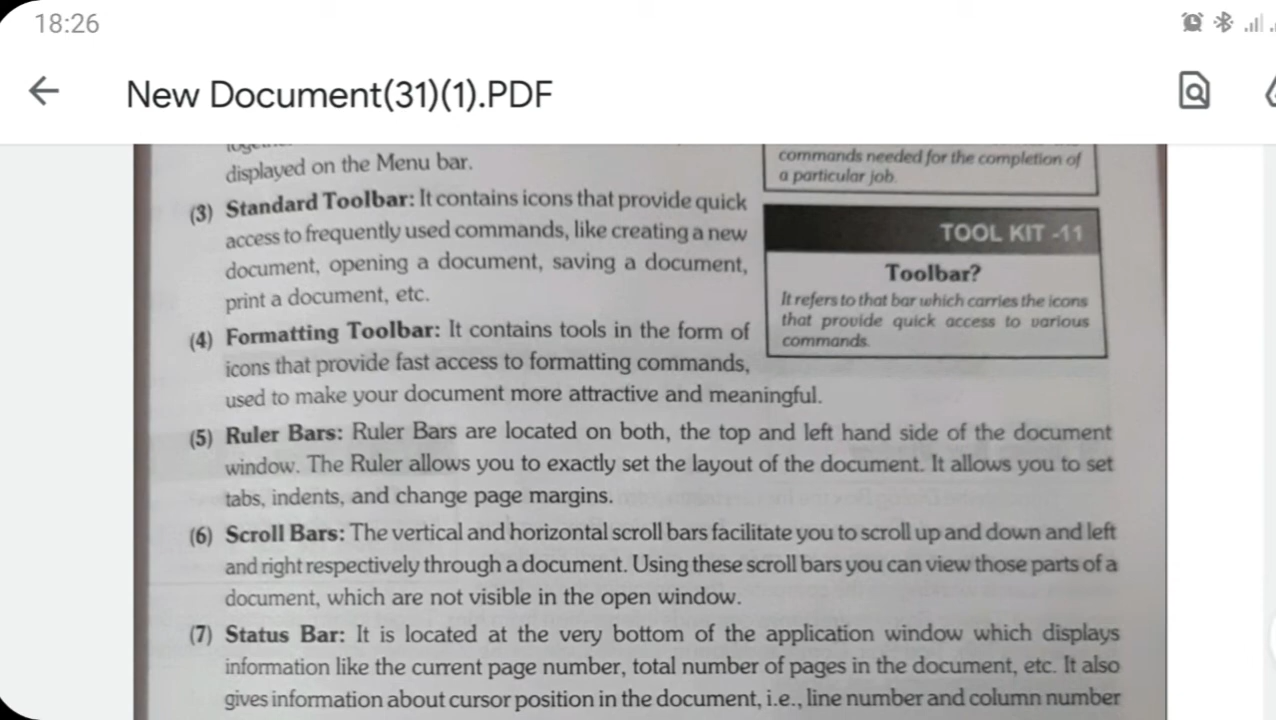 18:26
New Document(31)(1).PDF
displayed on the Menu bar.
(3) Standard Toolbar: It contains icons that provide quick
access to frequently used commands, like creating a new
document, opening a document, saving a document,
print a document, etc.
(4) Formatting Toolbar: It contains tools in the form of
icons that provide fast access to formatting commands,
used to make your document more attractive and meaningful.
commands needed for the completion of
a particular job.
TOOL KIT -11
Toolbar?
It refers to that bar which carries the icons
that provide quick access to various
commands.
(5) Ruler Bars: Ruler Bars are located on both, the top and left hand side of the document
window. The Ruler allows you to exactly set the layout of the document. It allows you to set
tabs, indents, and change page margins.
(6) Scroll Bars: The vertical and horizontal scroll bars facilitate you to scroll up and down and left
and right respectively through a document. Using these scroll bars you can view those parts of a
document, which are not visible in the open window.
(7) Status Bar: It is located at the very bottom of the application window which displays
information like the current page number, total number of pages in the document, etc. It also
gives information about cursor position in the document, i.e., line number and column number